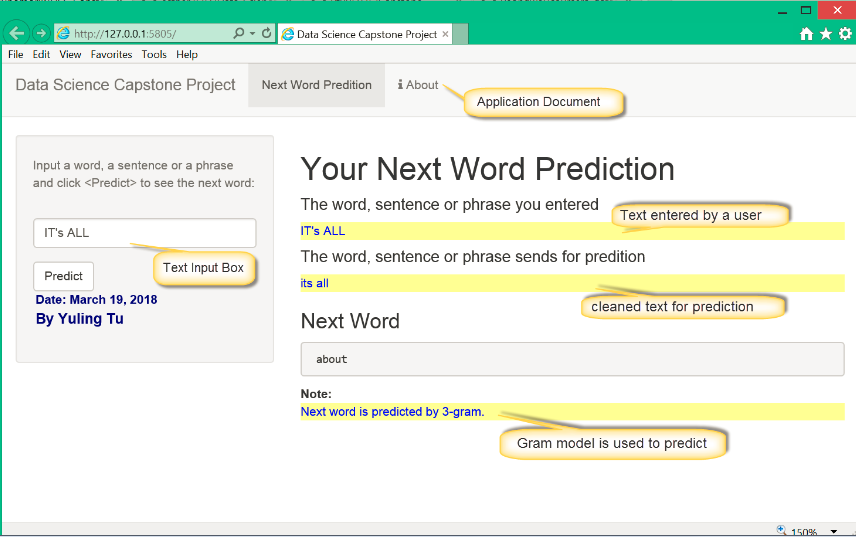 http://127.0.0.1:5805/
Data Science Capstone Project
File Edit View Favorites Tools Help
Data Science Capstone Project
Next Word Predition
About
Application Document
Input a word, a sentence or a phrase
and click <Predict> to see the next word:
IT's ALL
Text Input Box
Predict
Date: March 19, 2018
By Yuling Tu
Your Next Word Prediction
The word, sentence or phrase you entered
Text entered by a user
IT's ALL
The word, sentence or phrase sends for predition
its all
cleaned text for prediction
Next Word
about
Note:
Next word is predicted by 3-gram.
Gram model is used to predict
150%